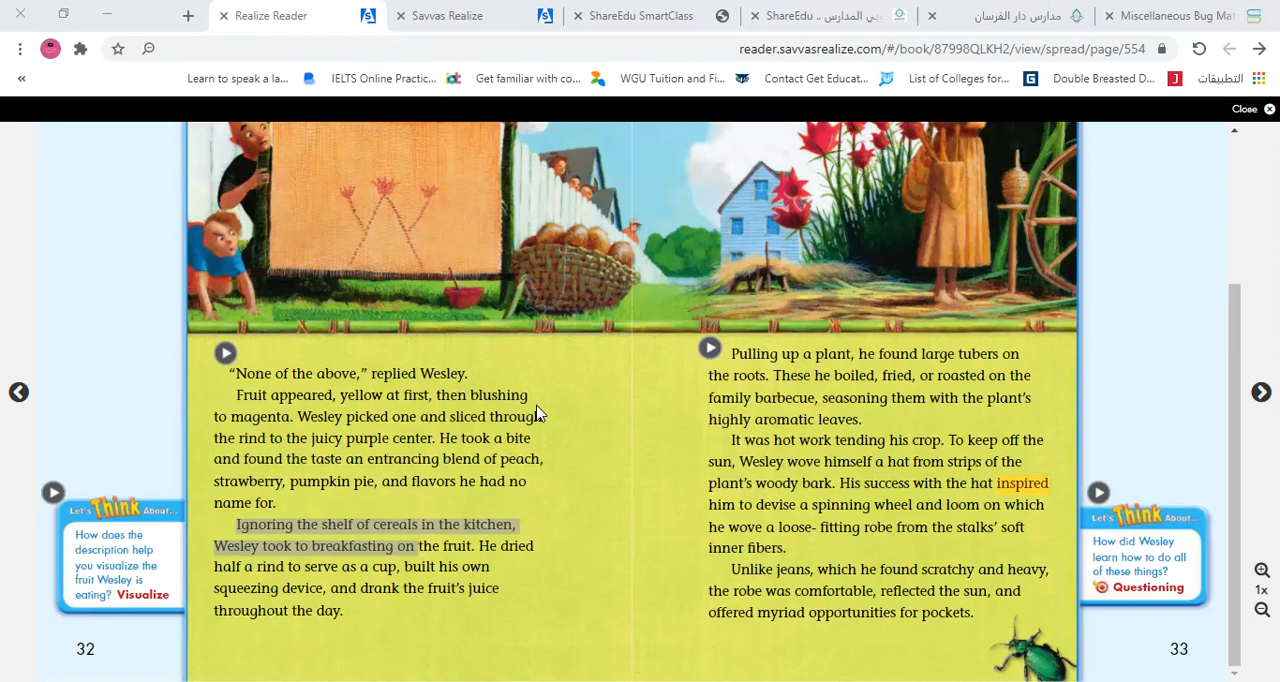 Realize Reader
Savvas Realize
ShareEdu SmartClass
ShareEdu .. بي المدارس
مدارس دار الفرسان
Miscellaneous Bug Mat
reader.savvasrealize.com/#/book/87998QLKH2/view/spread/page/554
« Learn to speak a la... IELTS Online Practic... Get familiar with co... WGU Tuition and Fi... Contact Get Educat... List of Colleges for... Double Breasted D... التطبيقات
Close
"None of the above," replied Wesley.
Fruit appeared, yellow at first, then blushing
to magenta. Wesley picked one and sliced through
the rind to the juicy purple center. He took a bite
and found the taste an entrancing blend of peach,
strawberry, pumpkin pie, and flavors he had no
name for.
Ignoring the shelf of cereals in the kitchen,
Wesley took to breakfasting on the fruit. He dried
half a rind to serve as a cup, built his own
squeezing device, and drank the fruit's juice
throughout the day.
Let's Think About...
How does the
description help
you visualize the
fruit Wesley is
eating? Visualize
32
Pulling up a plant, he found large tubers on
the roots. These he boiled, fried, or roasted on the
family barbecue, seasoning them with the plant's
highly aromatic leaves.
It was hot work tending his crop. To keep off the
sun, Wesley wove himself a hat from strips of the
plant's woody bark. His success with the hat inspired
him to devise a spinning wheel and loom on which
he wove a loose- fitting robe from the stalks' soft
inner fibers.
Unlike jeans, which he found scratchy and heavy,
the robe was comfortable, reflected the sun, and
offered myriad opportunities for pockets.
Let's Think About...
How did Wesley
learn how to do all
of these things?
Questioning
33
1x